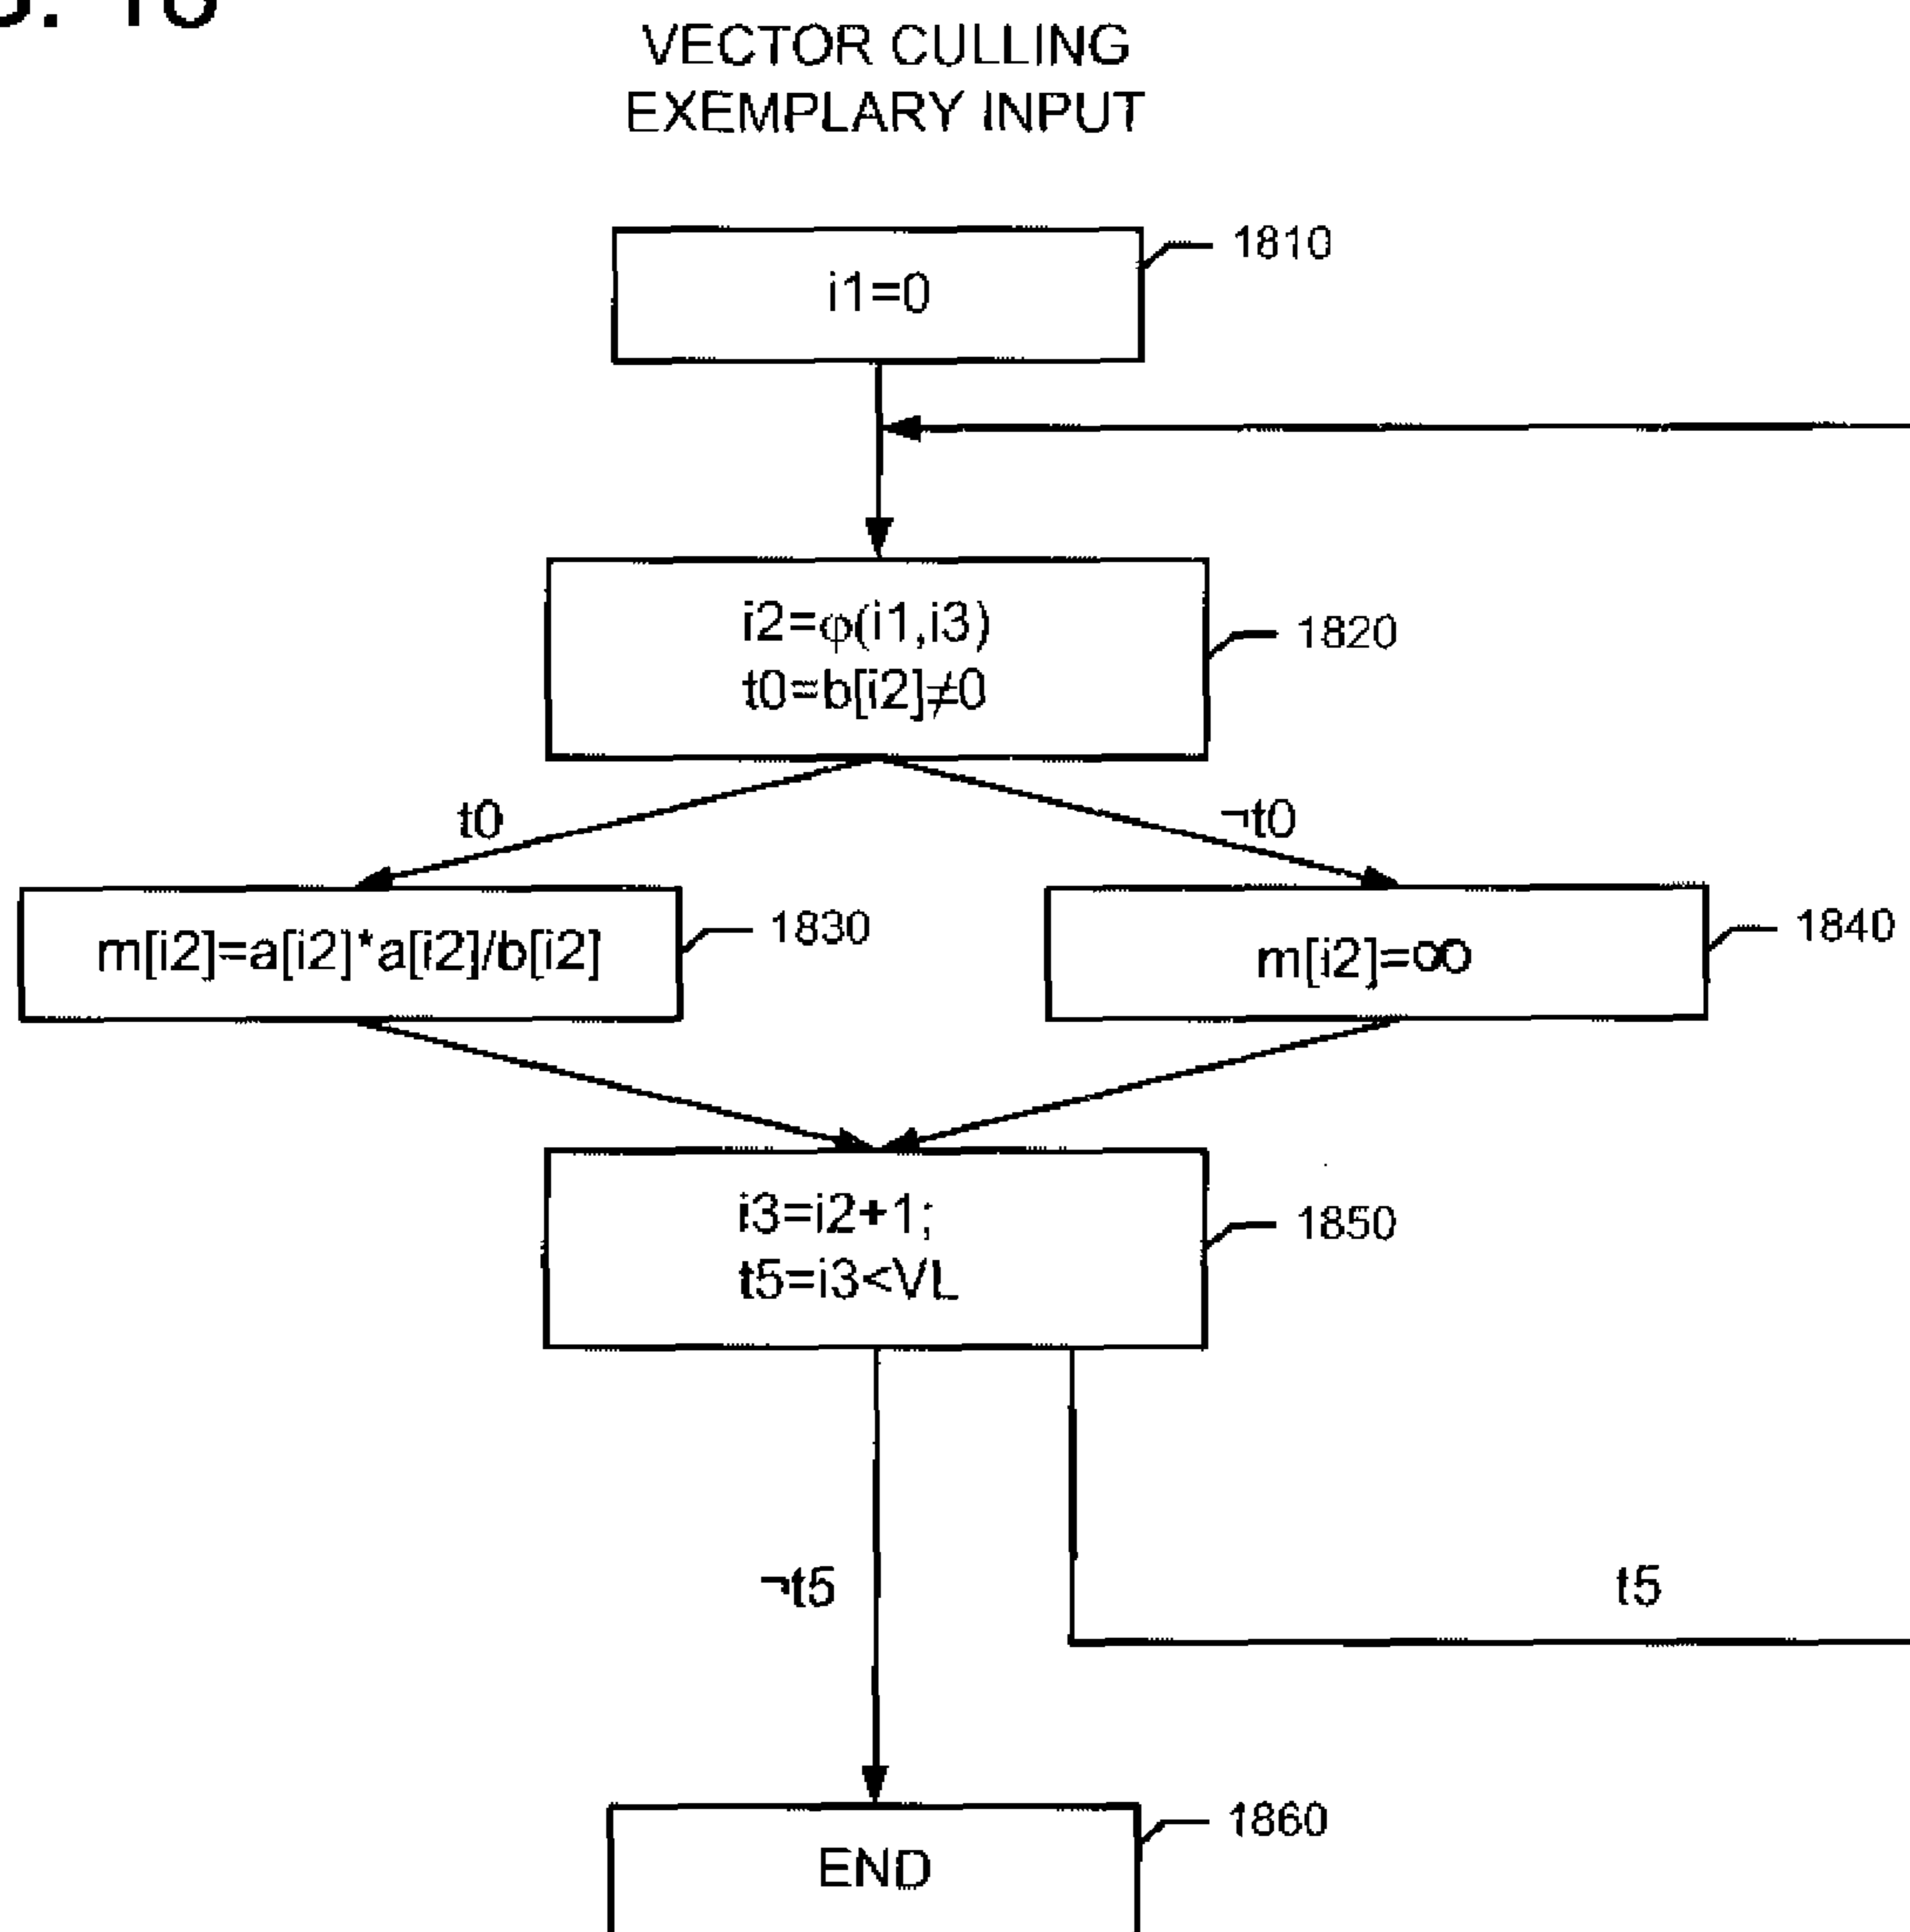 VECTOR CULLING
EXEMPLARY INPUT
i1=0
1810
i2=φ(i1,i3)
t0=b[i2]≠0
1820
t0
¬t0
m[i2]=a[i2]*a[i2]/b[i2]
1830
m[i2]=∞
1840
i3=i2+1;
t5=i3<VL
1850
¬t5
t5
END
1860